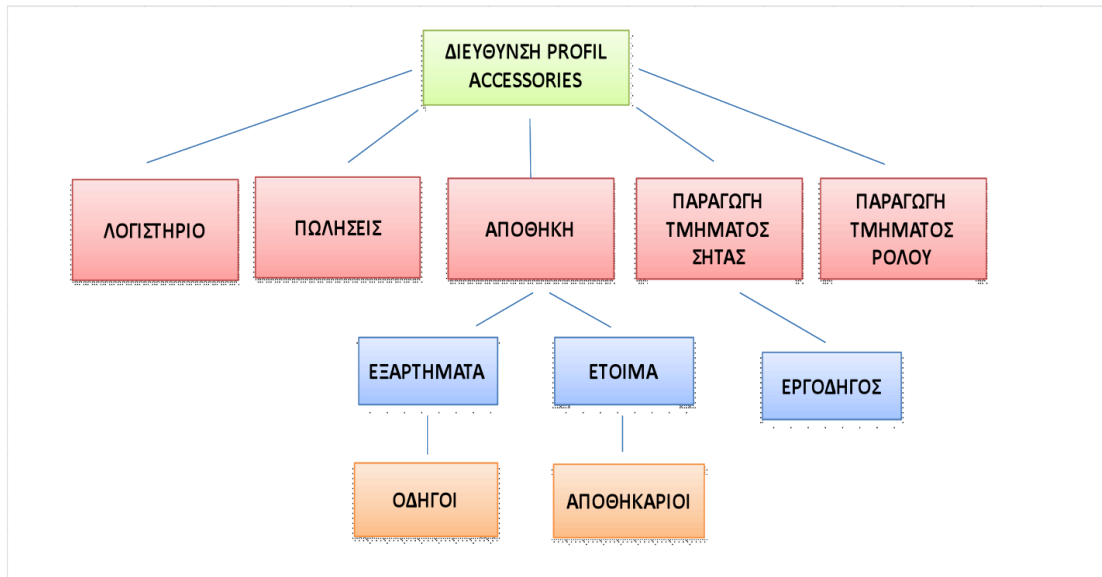 ΔΙΕΥΘΥΝΣΗ PROFIL
ACCESSORIES
ΛΟΓΙΣΤΗΡΙΟ
ΠΩΛΗΣΕΙΣ
ΑΠΟΘΗΚΗ
ΠΑΡΑΓΩΓΗ
ΤΜΗΜΑΤΟΣ
ΣΗΤΑΣ
ΠΑΡΑΓΩΓΗ
ΤΜΗΜΑΤΟΣ
ΡΟΛΟΥ
ΕΞΑΡΤΗΜΑΤΑ
ΕΤΟΙΜΑ
ΕΡΓΟΔΗΓΟΣ
ΟΔΗΓΟΙ
ΑΠΟΘΗΚΑΡΙΟΙ